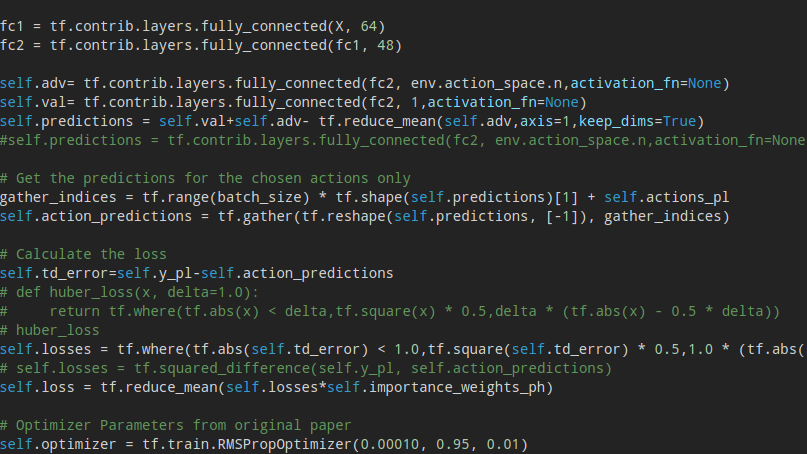 fc1 = tf.contrib.layers.fully_connected(X, 64)
fc2 = tf.contrib.layers.fully_connected(fc1, 48)
self.adv= tf.contrib.layers.fully_connected(fc2, env.action_space.n,activation_fn=None)
self.val= tf.contrib.layers.fully_connected(fc2, 1,activation_fn=None)
self.predictions = self.val+self.adv- tf.reduce_mean(self.adv,axis=1,keep_dims=True)
#self.predictions = tf.contrib.layers.fully_connected(fc2, env.action_space.n,activation_fn=None
# Get the predictions for the chosen actions only
gather_indices = tf.range(batch_size) * tf.shape(self.predictions)[1] + self.actions_pl
self.action_predictions = tf.gather(tf.reshape(self.predictions, [-1]), gather_indices)
# Calculate the loss
self.td_error=self.y_pl-self.action_predictions
# def huber_loss(x, delta=1.0):
#     return tf.where(tf.abs(x) < delta,tf.square(x) * 0.5,delta * (tf.abs(x) - 0.5 * delta))
# huber_loss
self.losses = tf.where(tf.abs(self.td_error) < 1.0,tf.square(self.td_error) * 0.5,1.0 * (tf.abs(
# self.losses = tf.squared_difference(self.y_pl, self.action_predictions)
self.loss = tf.reduce_mean(self.losses*self.importance_weights_ph)
# Optimizer Parameters from original paper
self.optimizer = tf.train.RMSPropOptimizer(0.00010, 0.95, 0.01)